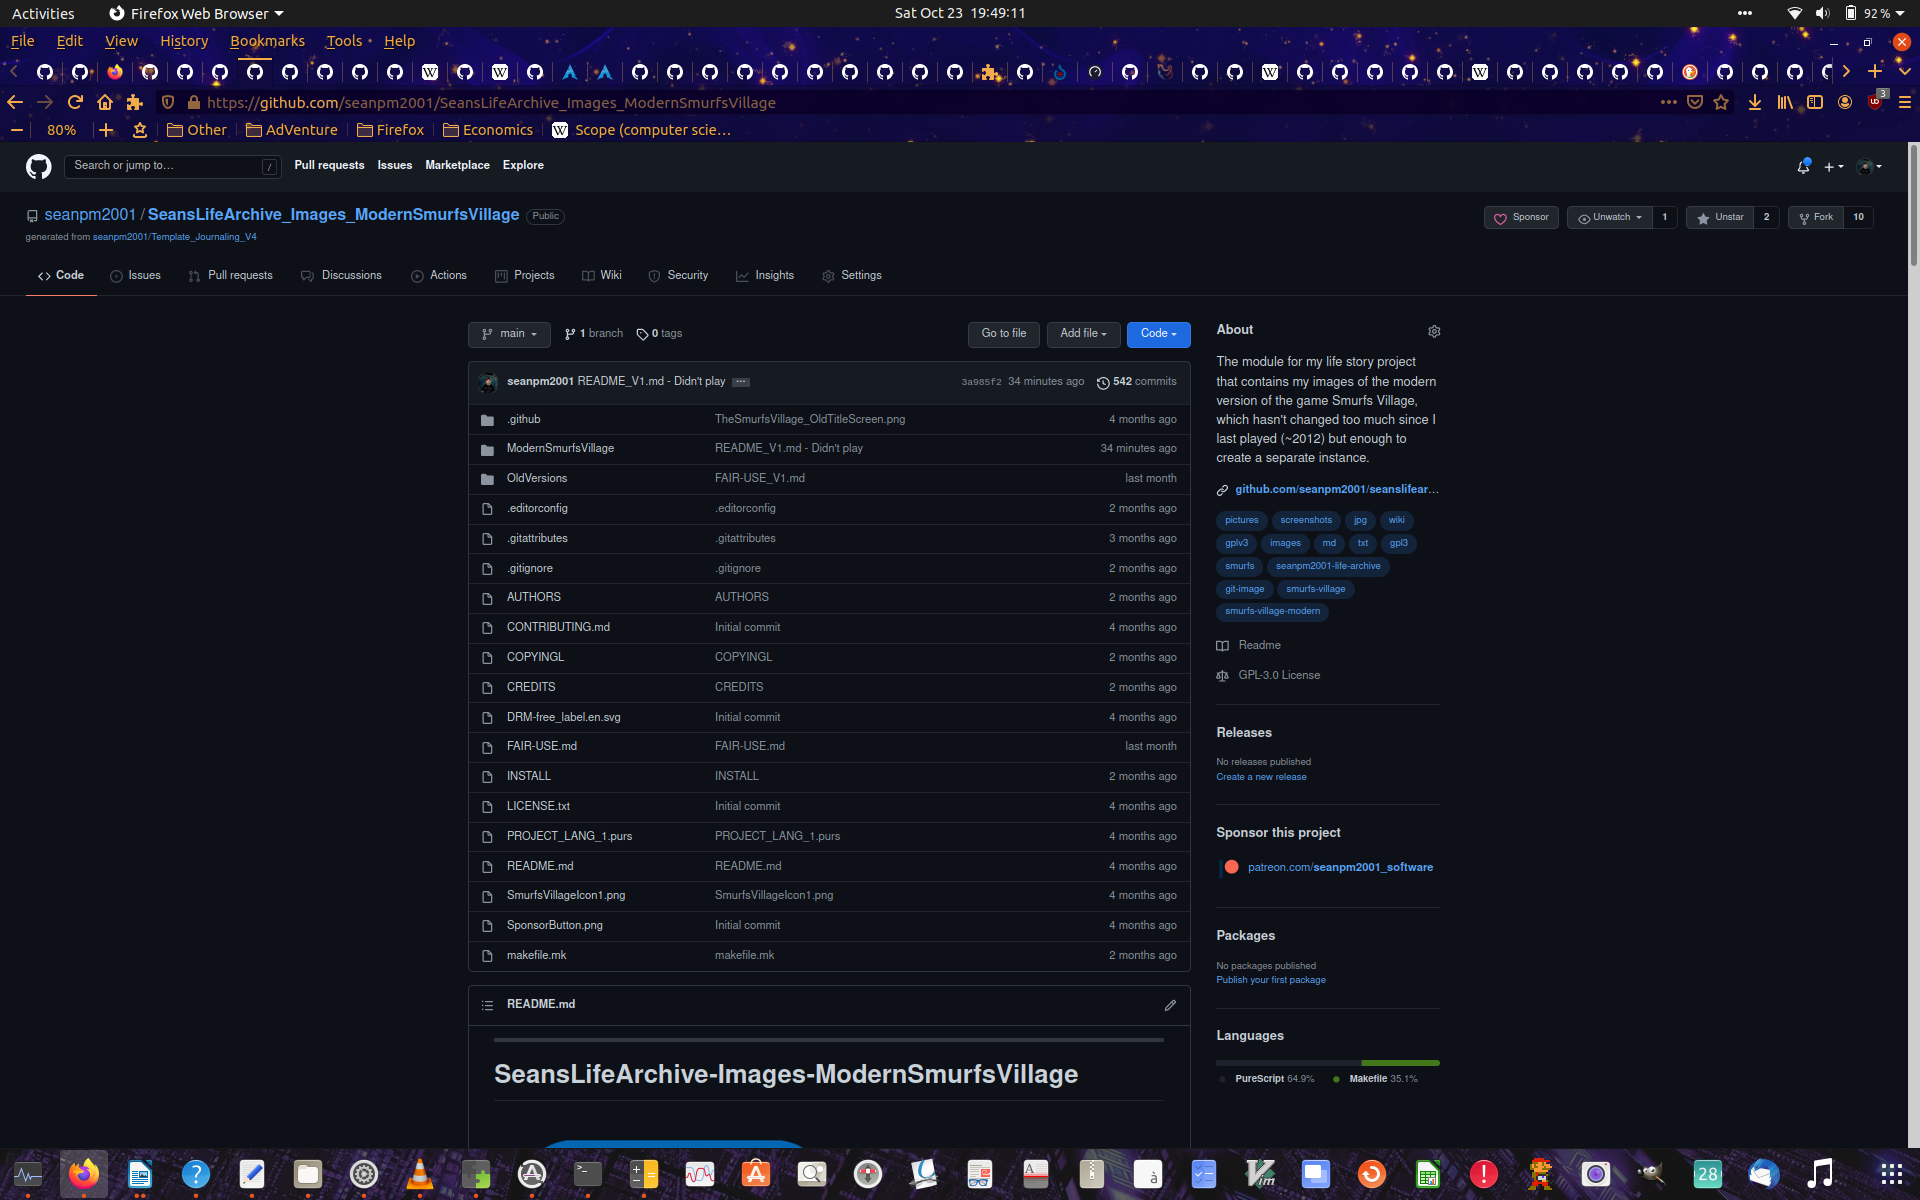 Activities
Firefox Web Browser
Sat Oct 23 19:49:11
92 %
File Edit View History Bookmarks Tools Help
https://github.com/seanpm2001/SeansLifeArchive_Images_ModernSmurfsVillage
3
80%
Other
AdVenture
Firefox
Economics
Scope (computer scie…
Search or jump to…
/
Pull requests Issues Marketplace Explore
seanpm2001 / SeansLifeArchive_Images_ModernSmurfsVillage Public
Sponsor
Unwatch 1
Unstar 2
Fork 10
generated from seanpm2001/Template_Journaling_V4
Code Issues Pull requests Discussions Actions Projects Wiki Security Insights Settings
main 1 branch 0 tags
Go to file Add file Code
seanpm2001 README_V1.md - Didn't play ... 3a985f2 34 minutes ago 542 commits
.github TheSmurfsVillage_OldTitleScreen.png 4 months ago
ModernSmurfsVillage README_V1.md - Didn't play 34 minutes ago
OldVersions FAIR-USE_V1.md last month
.editorconfig .editorconfig 2 months ago
.gitattributes .gitattributes 3 months ago
.gitignore .gitignore 2 months ago
AUTHORS AUTHORS 2 months ago
CONTRIBUTING.md Initial commit 4 months ago
COPYINGL COPYINGL 2 months ago
CREDITS CREDITS 2 months ago
DRM-free_label.en.svg Initial commit 4 months ago
FAIR-USE.md FAIR-USE.md last month
INSTALL INSTALL 2 months ago
LICENSE.txt Initial commit 4 months ago
PROJECT_LANG_1.purs PROJECT_LANG_1.purs 4 months ago
README.md README.md 4 months ago
SmurfsVillageIcon1.png SmurfsVillageIcon1.png 4 months ago
SponsorButton.png Initial commit 4 months ago
makefile.mk makefile.mk 2 months ago
README.md
SeansLifeArchive-Images-ModernSmurfsVillage
About
The module for my life story project
that contains my images of the modern
version of the game Smurfs Village,
which hasn't changed too much since I
last played (~2012) but enough to
create a separate instance.
github.com/seanpm2001/seanslifear…
pictures screenshots jpg wiki
gplv3 images md txt gpl3
smurfs seanpm2001-life-archive
git-image smurfs-village
smurfs-village-modern
Readme
GPL-3.0 License
Releases
No releases published
Create a new release
Sponsor this project
patreon.com/seanpm2001_software
Packages
No packages published
Publish your first package
Languages
PureScript 64.9% Makefile 35.1%
28